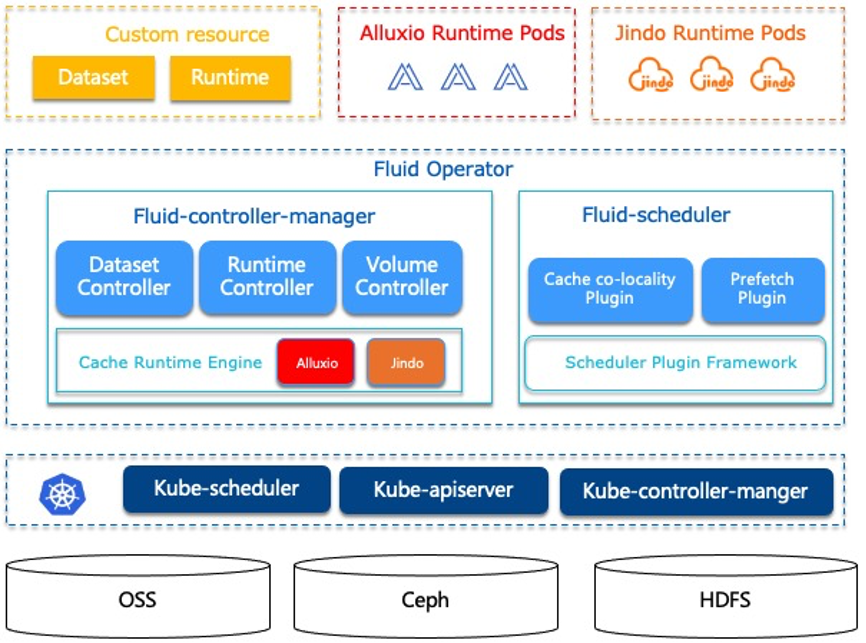 Custom resource
Dataset
Runtime
Alluxio Runtime Pods
Jindo Runtime Pods
jindo
jindo
jindo
Fluid Operator
Fluid-controller-manager
Dataset
Controller
Runtime
Controller
Volume
Controller
Cache Runtime Engine
Alluxio
Jindo
Fluid-scheduler
Cache co-locality
Plugin
Prefetch
Plugin
Scheduler Plugin Framework
Kube-scheduler
Kube-apiserver
Kube-controller-manger
OSS
Ceph
HDFS